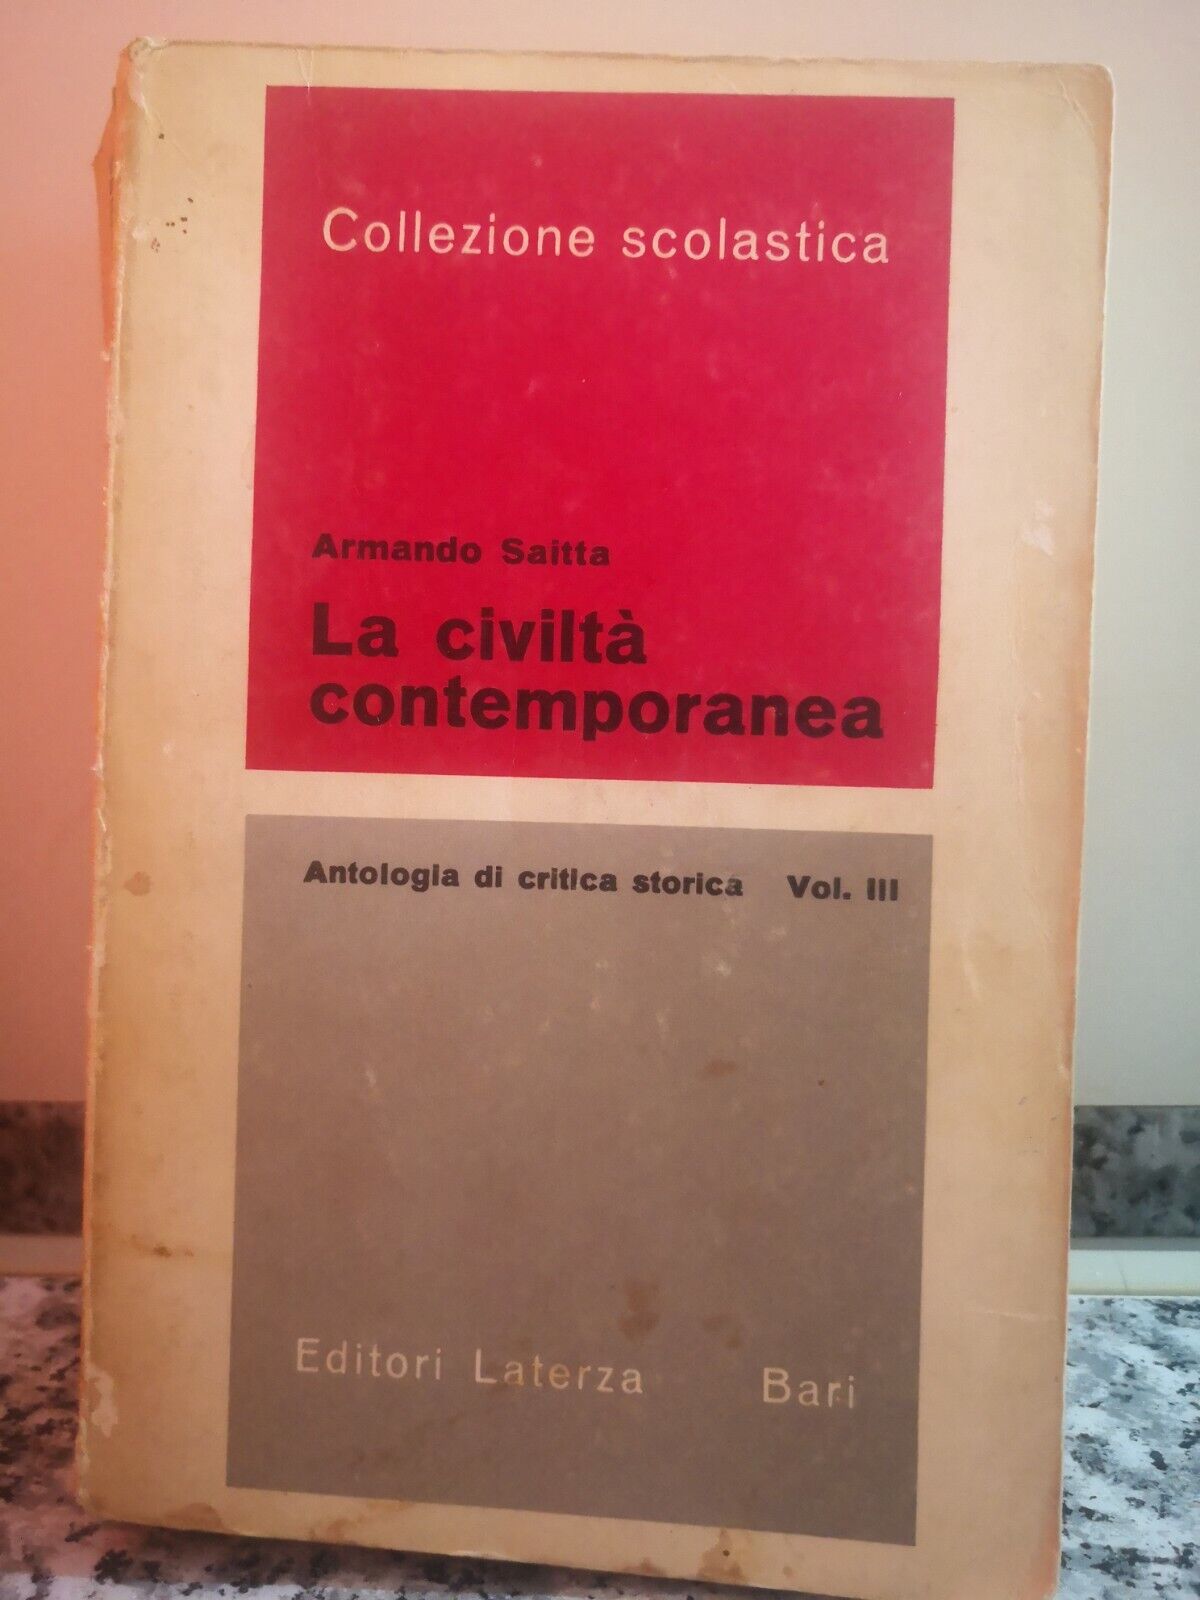 Collezione scolastica
Armando Saitta
La civiltà
contemporanea
Antologia di critica storica Vol. III
Editori Laterza Bari